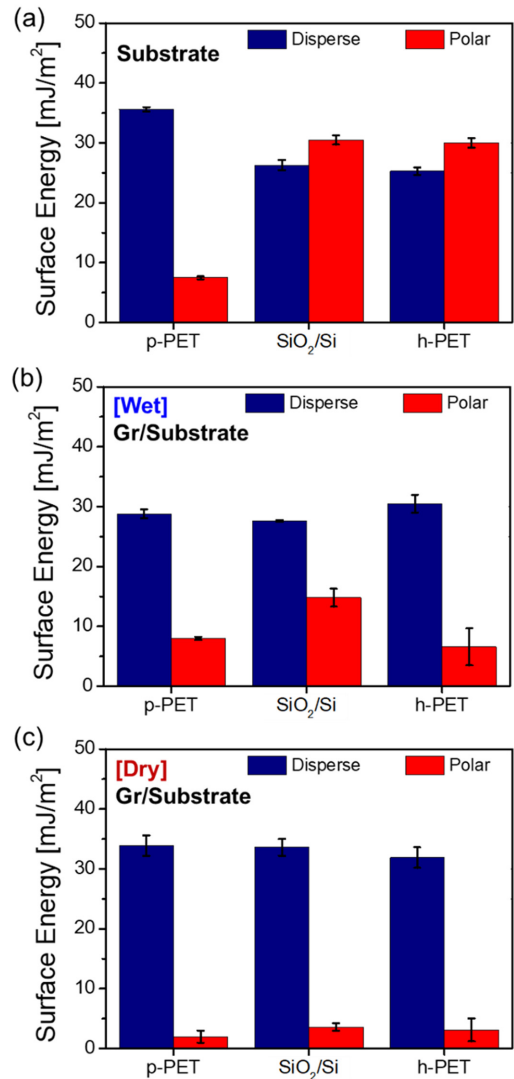 (a)
50
40
30
20
10
0
Surface Energy [mJ/m²]
Substrate
Disperse
Polar
p-PET
SiO₂/Si
h-PET
(b)
50
40
30
20
10
0
Surface Energy [mJ/m²]
[Wet]
Gr/Substrate
Disperse
Polar
p-PET
SiO₂/Si
h-PET
(c)
50
40
30
20
10
0
Surface Energy [mJ/m²]
[Dry]
Gr/Substrate
Disperse
Polar
p-PET
SiO₂/Si
h-PET